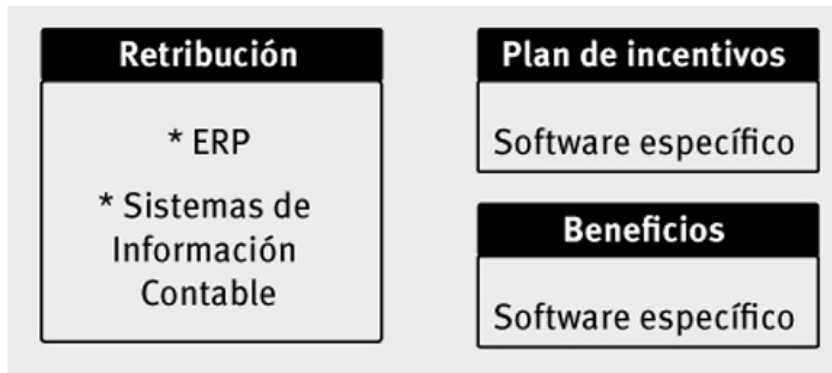 Retribución
* ERP
* Sistemas de
Información
Contable
Plan de incentivos
Software específico
Beneficios
Software específico